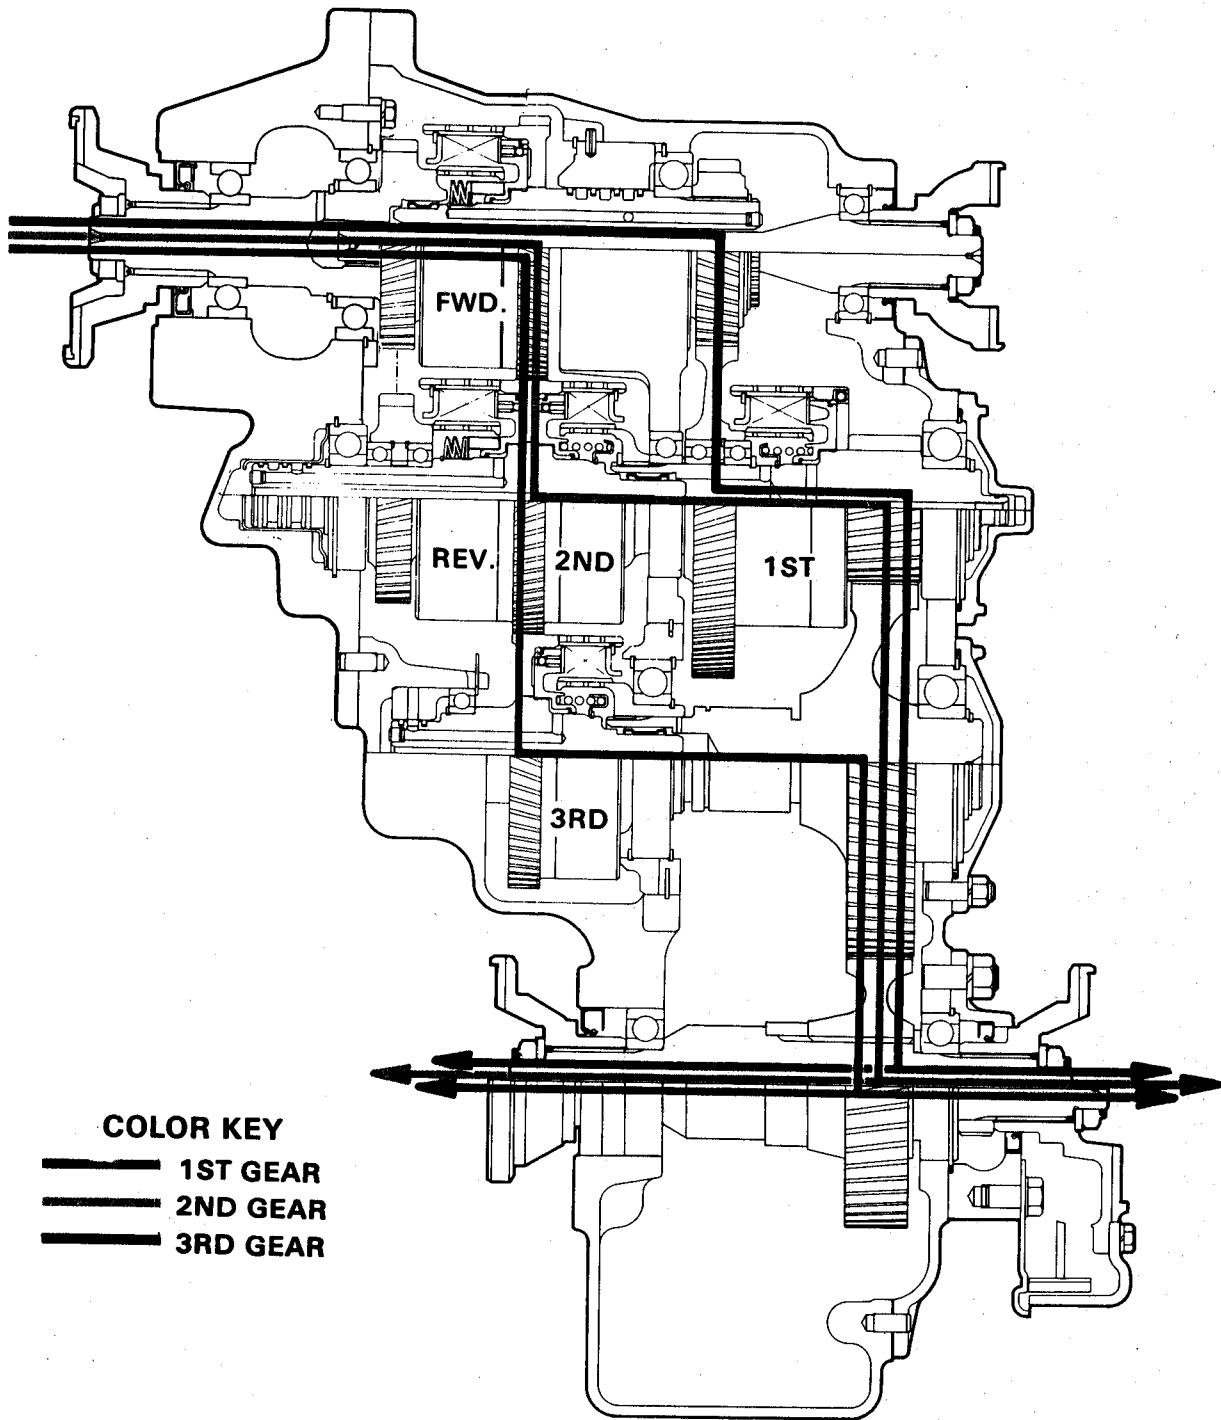 FWD.
REV.
2ND
1ST
3RD
COLOR KEY
1ST GEAR
2ND GEAR
3RD GEAR